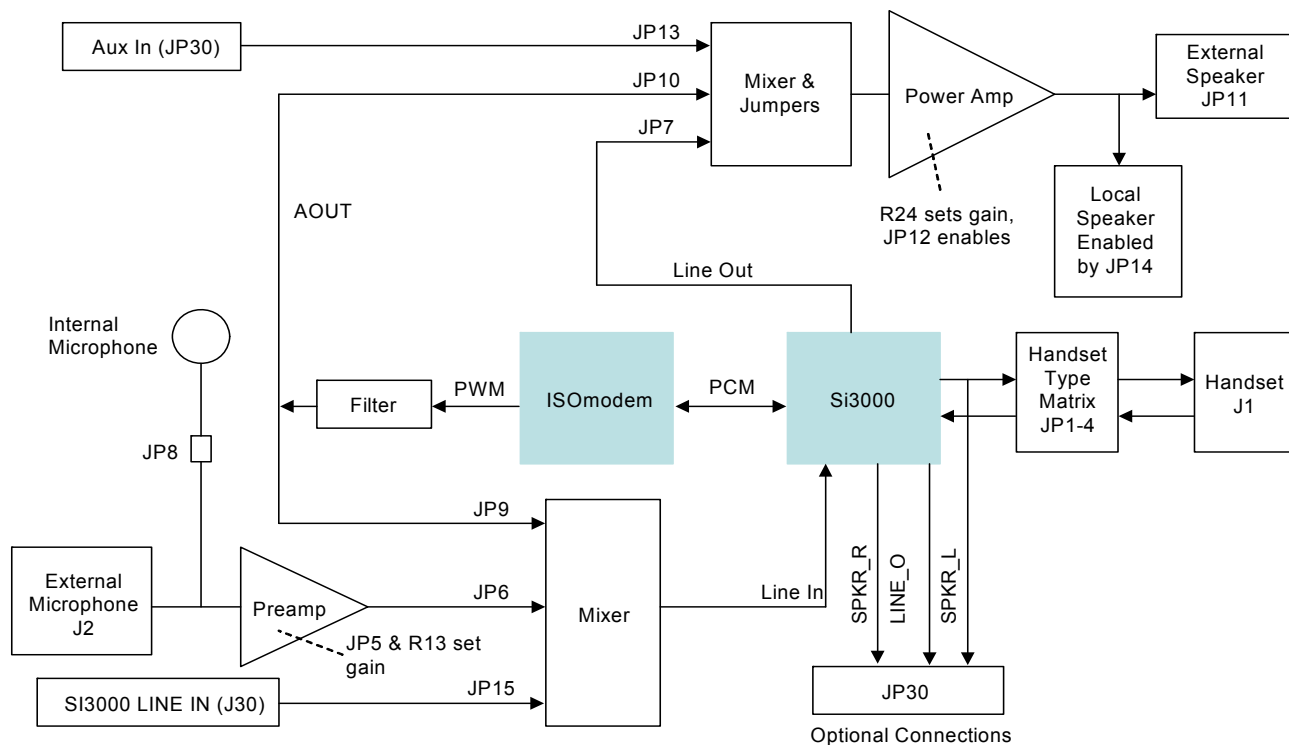 Aux In (JP30)
JP13
JP10
JP7
Mixer &
Jumpers
Power Amp
External
Speaker
JP11
R24 sets gain,
JP12 enables
Local
Speaker
Enabled
by JP14
AOUT
Line Out
Internal
Microphone
JP8
Filter
PWM
ISOmodem
PCM
Si3000
Handset
Type
Matrix
JP1-4
Handset
J1
External
Microphone
J2
Preamp
JP5 & R13 set
gain
JP9
JP6
JP15
Mixer
Line In
SPKR_R
LINE_O
SPKR_L
SI3000 LINE IN (J30)
JP30
Optional Connections